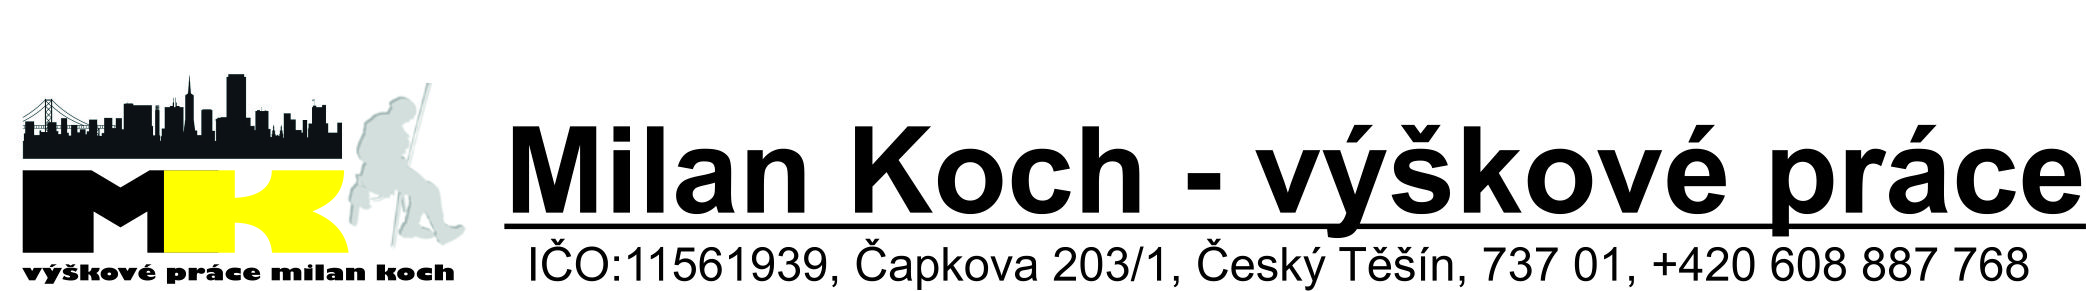 MK
výškové práce milan koch
Milan Koch - výškové práce
IČO:11561939, Čapkova 203/1, Český Těšín, 737 01, +420 608 887 768